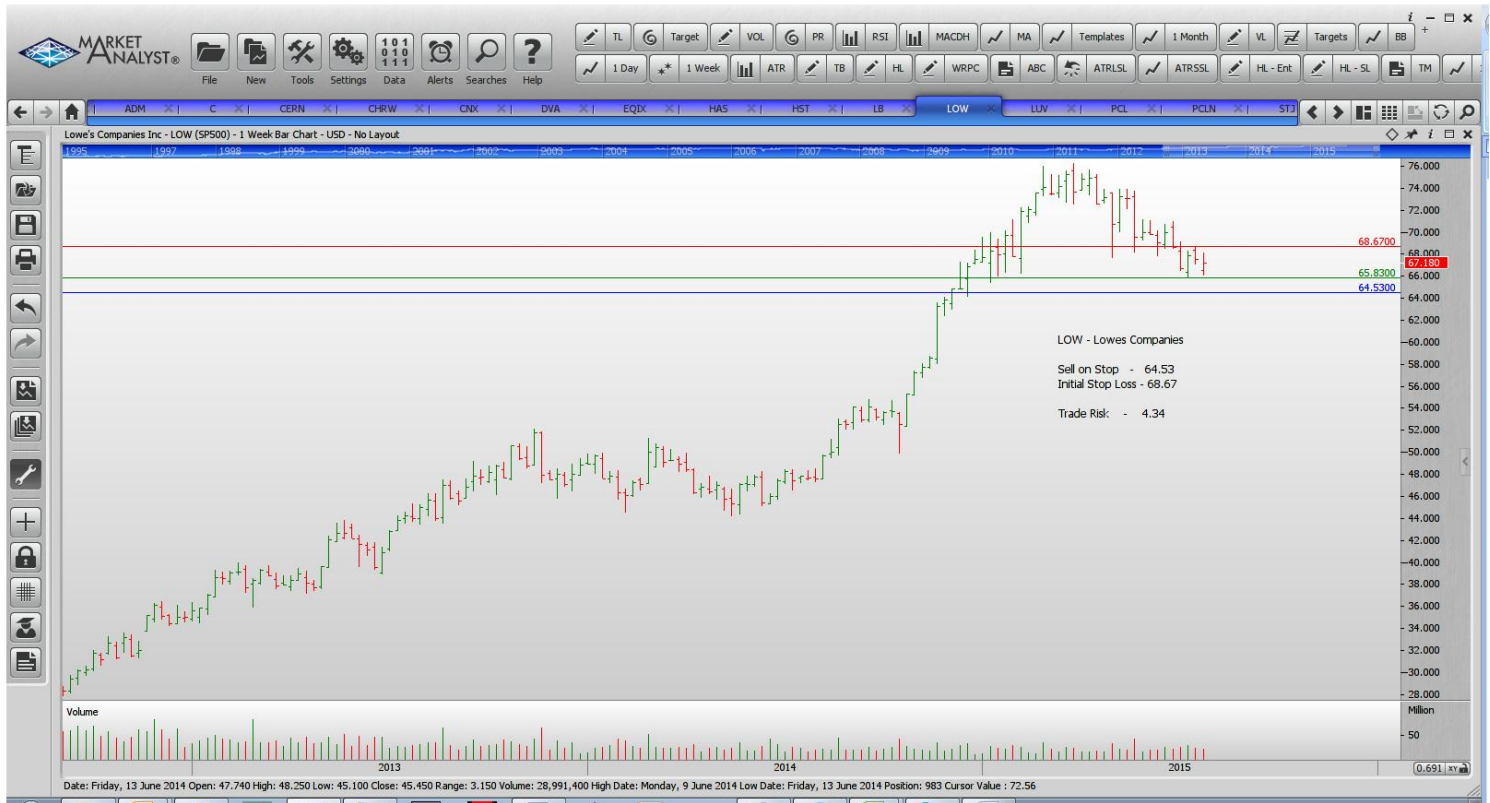 MARKET ANALYST®
File New Tools Settings Data Alerts Searches Help
101
010
111
TL Target VOL PR RSI MACDH MA Templates 1 Month VL Targets BB
1 Day 1 Week ATR TB HL WRPC ABC ATRLSL ATRSSL HL - Ent HL - SL TM
ADM C CERN CHRW CNX DVA EQIX HAS HST LB LOW LUV PCL PCLN STJ
Lowe's Companies Inc - LOW (SP500) - 1 Week Bar Chart - USD - No Layout
1995 1997 1998 1999 2000 2001 2002 2003 2004 2005 2006 2007 2008 2009 2010 2011 2012 2013 2014 2015
76.000
74.000
72.000
70.000
68.6700
68.000
67.180
65.8300
66.000
64.5300
64.000
62.000
60.000
58.000
56.000
54.000
52.000
50.000
48.000
46.000
44.000
42.000
40.000
38.000
36.000
34.000
32.000
30.000
28.000
LOW - Lowes Companies
Sell on Stop - 64.53
Initial Stop Loss - 68.67
Trade Risk - 4.34
Volume
Million
50
2013 2014 2015
0.691 XY
Date: Friday, 13 June 2014 Open: 47.740 High: 48.250 Low: 45.100 Close: 45.450 Range: 3.150 Volume: 28,991,400 High Date: Monday, 9 June 2014 Low Date: Friday, 13 June 2014 Position: 983 Cursor Value : 72.56